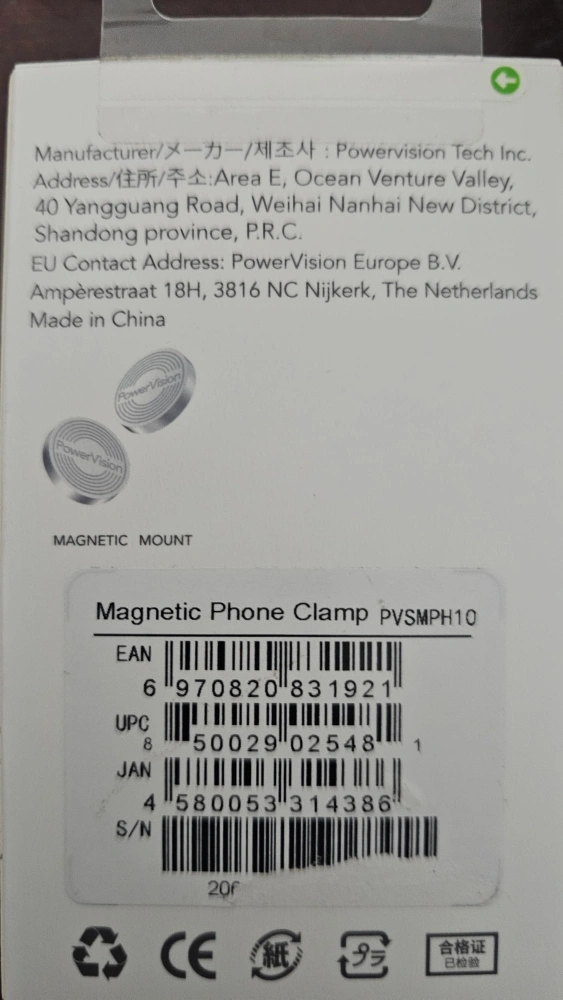 Manufacturer/メーカー/제조사 : Powervision Tech Inc.
Address/住所/주소:Area E, Ocean Venture Valley,
40 Yangguang Road, Weihai Nanhai New District,
Shandong province, P.R.C.
EU Contact Address: PowerVision Europe B.V.
Ampèrestraat 18H, 3816 NC Nijkerk, The Netherlands
Made in China
PowerVision
PowerVision
MAGNETIC MOUNT
Magnetic Phone Clamp PVSMPH10
EAN
6 970820 831921
UPC
8 50029 02548 1
JAN
4 580053 314386
S/N
CE
紙
プラ
合格证
已检验